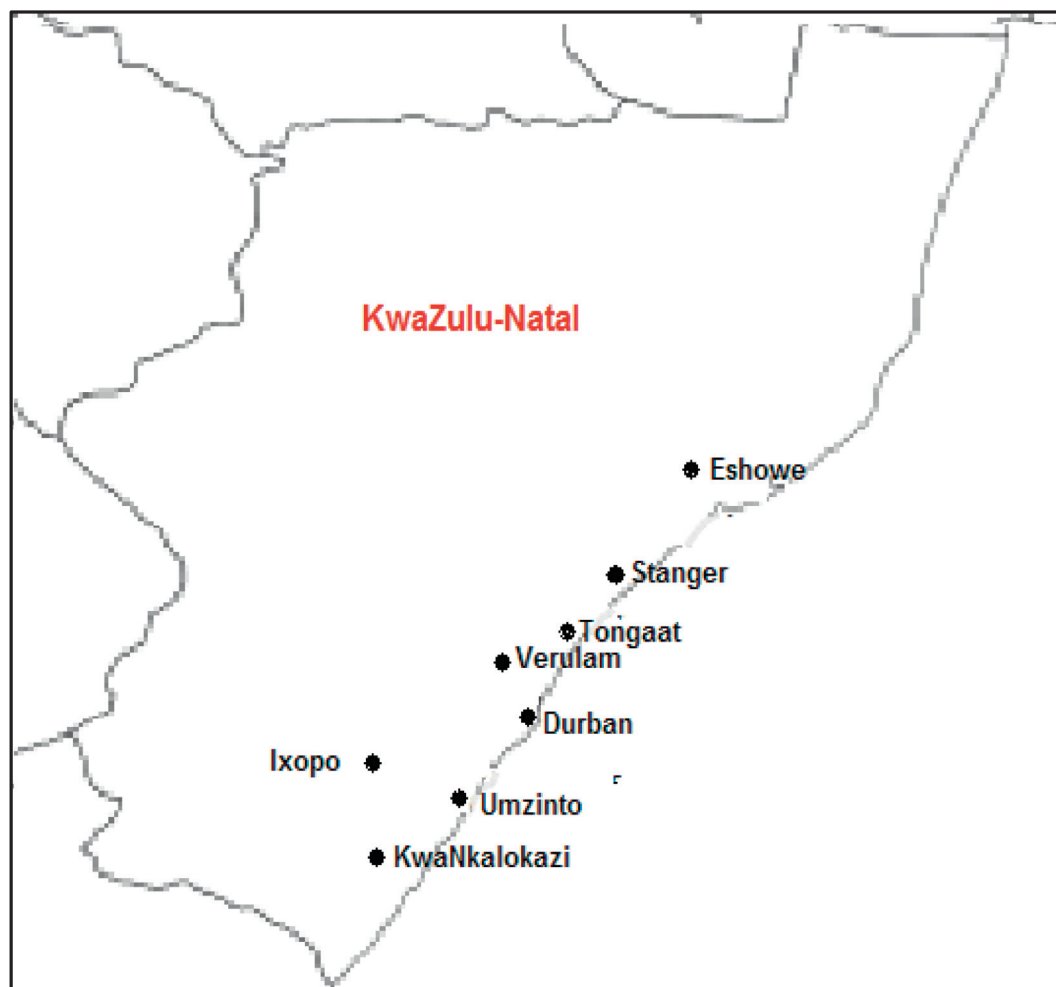 KwaZulu-Natal
Eshowe
Stanger
Tongaat
Verulam
Durban
Ixopo
Umzinto
KwaNkalokazi